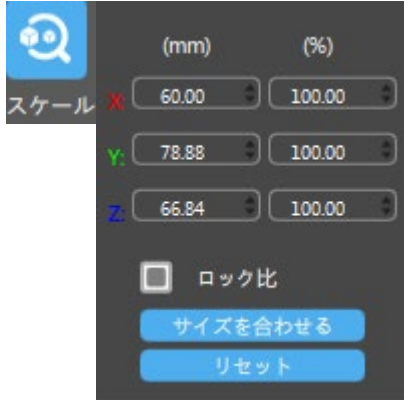 (mm) (%)
スケール
X: 60.00 100.00
Y: 78.88 100.00
Z: 66.84 100.00
ロック比
サイズを合わせる
リセット